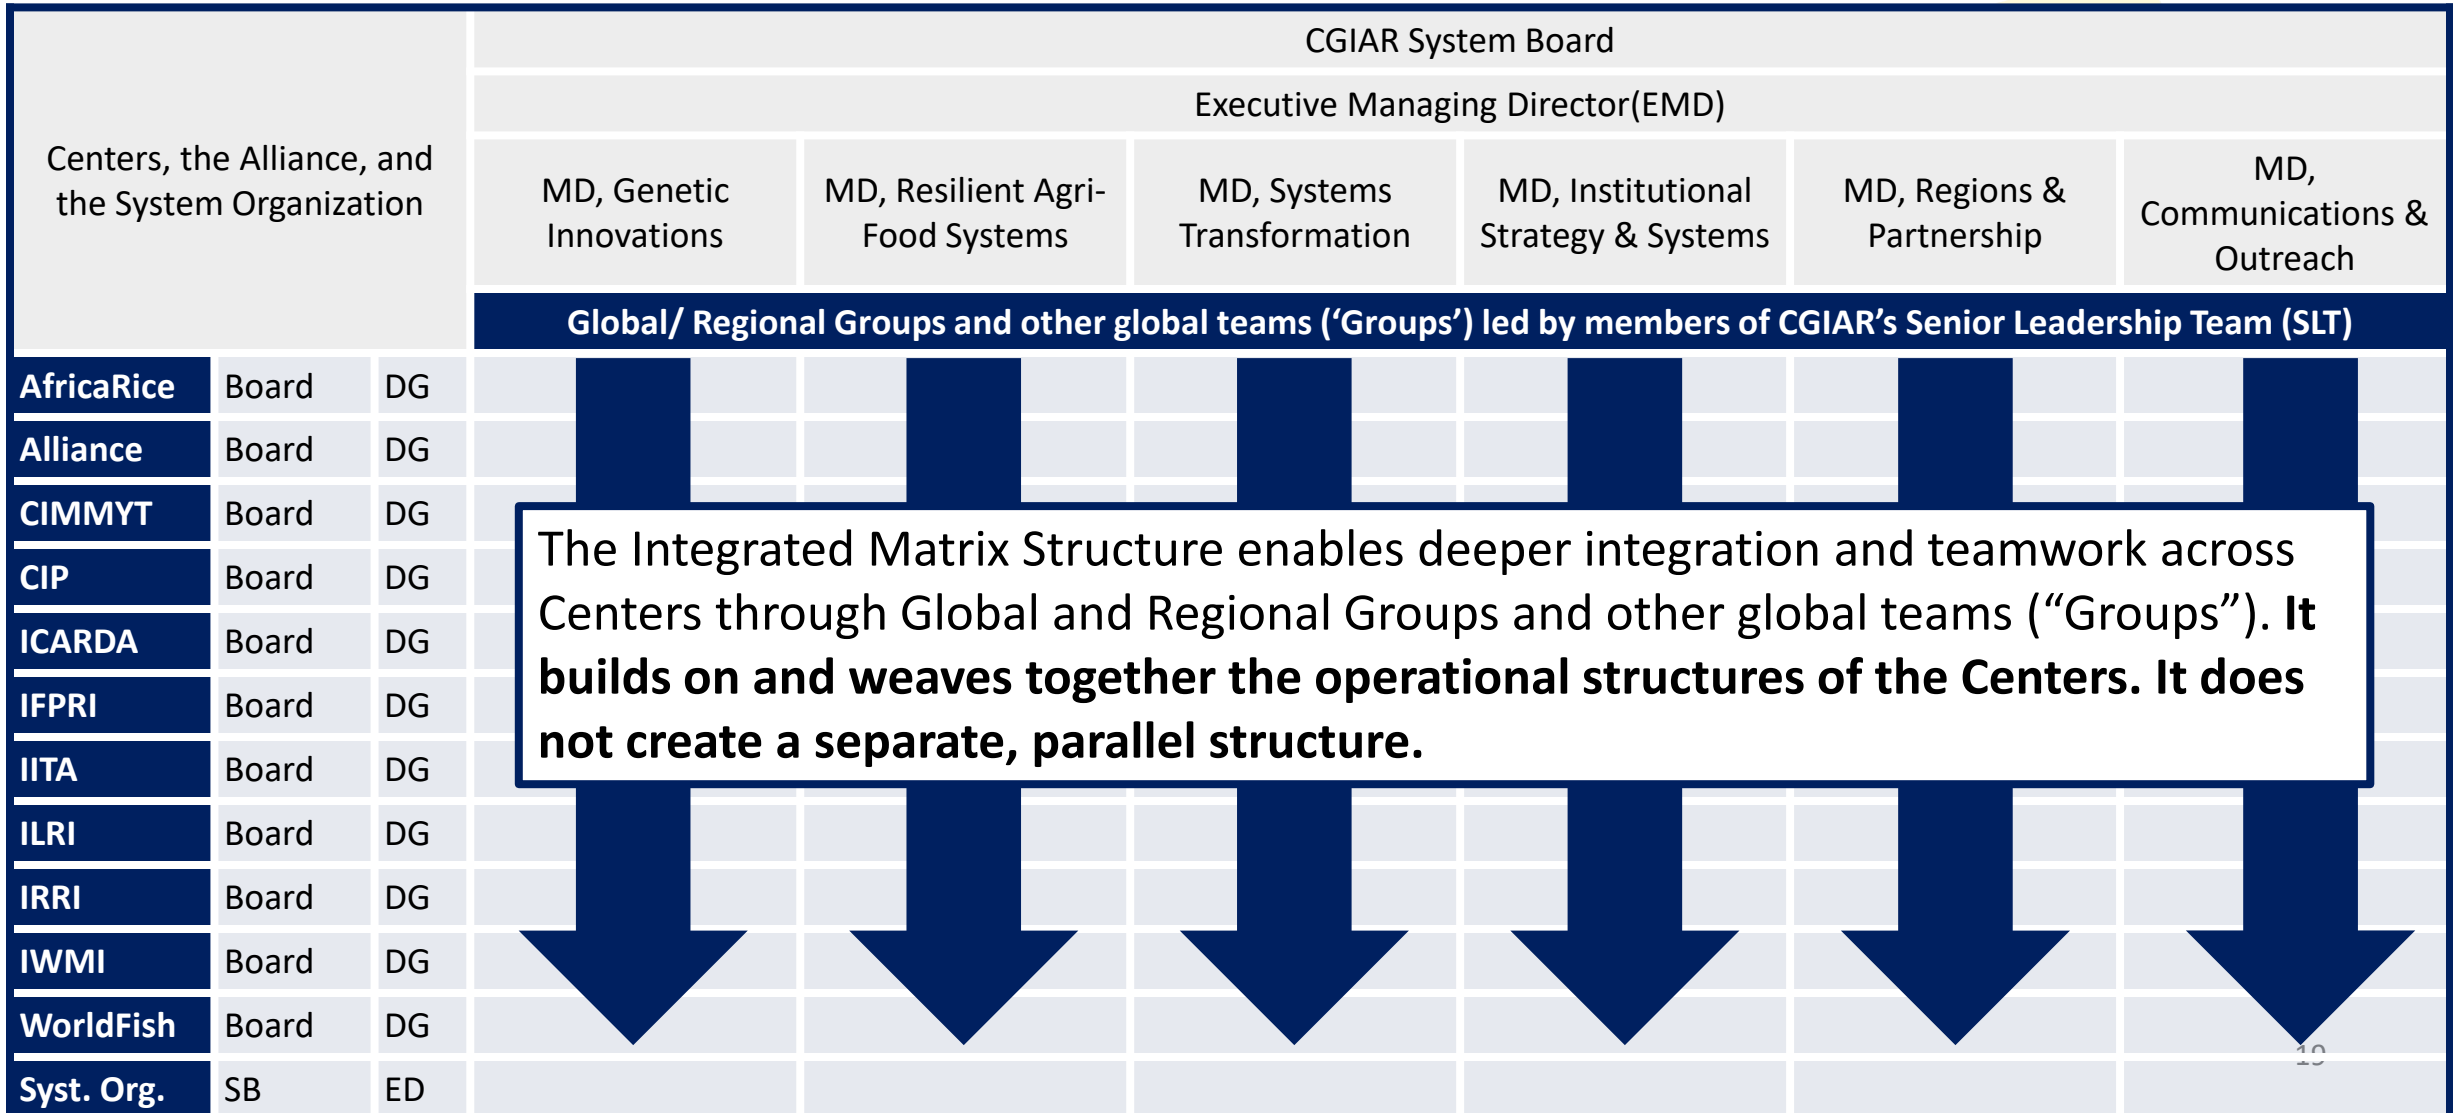 CGIAR System Board
Executive Managing Director(EMD)
Centers, the Alliance, and
the System Organization
MD, Genetic
Innovations
MD, Resilient Agri-
Food Systems
MD, Systems
Transformation
MD, Institutional
Strategy & Systems
MD, Regions &
Partnership
MD,
Communications &
Outreach
Global/ Regional Groups and other global teams (‘Groups’) led by members of CGIAR’s Senior Leadership Team (SLT)
AfricaRice Board DG
Alliance Board DG
CIMMYT Board DG
CIP Board DG
ICARDA Board DG
IFPRI Board DG
IITA Board DG
ILRI Board DG
IRRI Board DG
IWMI Board DG
WorldFish Board DG
Syst. Org. SB ED
The Integrated Matrix Structure enables deeper integration and teamwork across
Centers through Global and Regional Groups and other global teams (“Groups”). It
builds on and weaves together the operational structures of the Centers. It does
not create a separate, parallel structure.
19